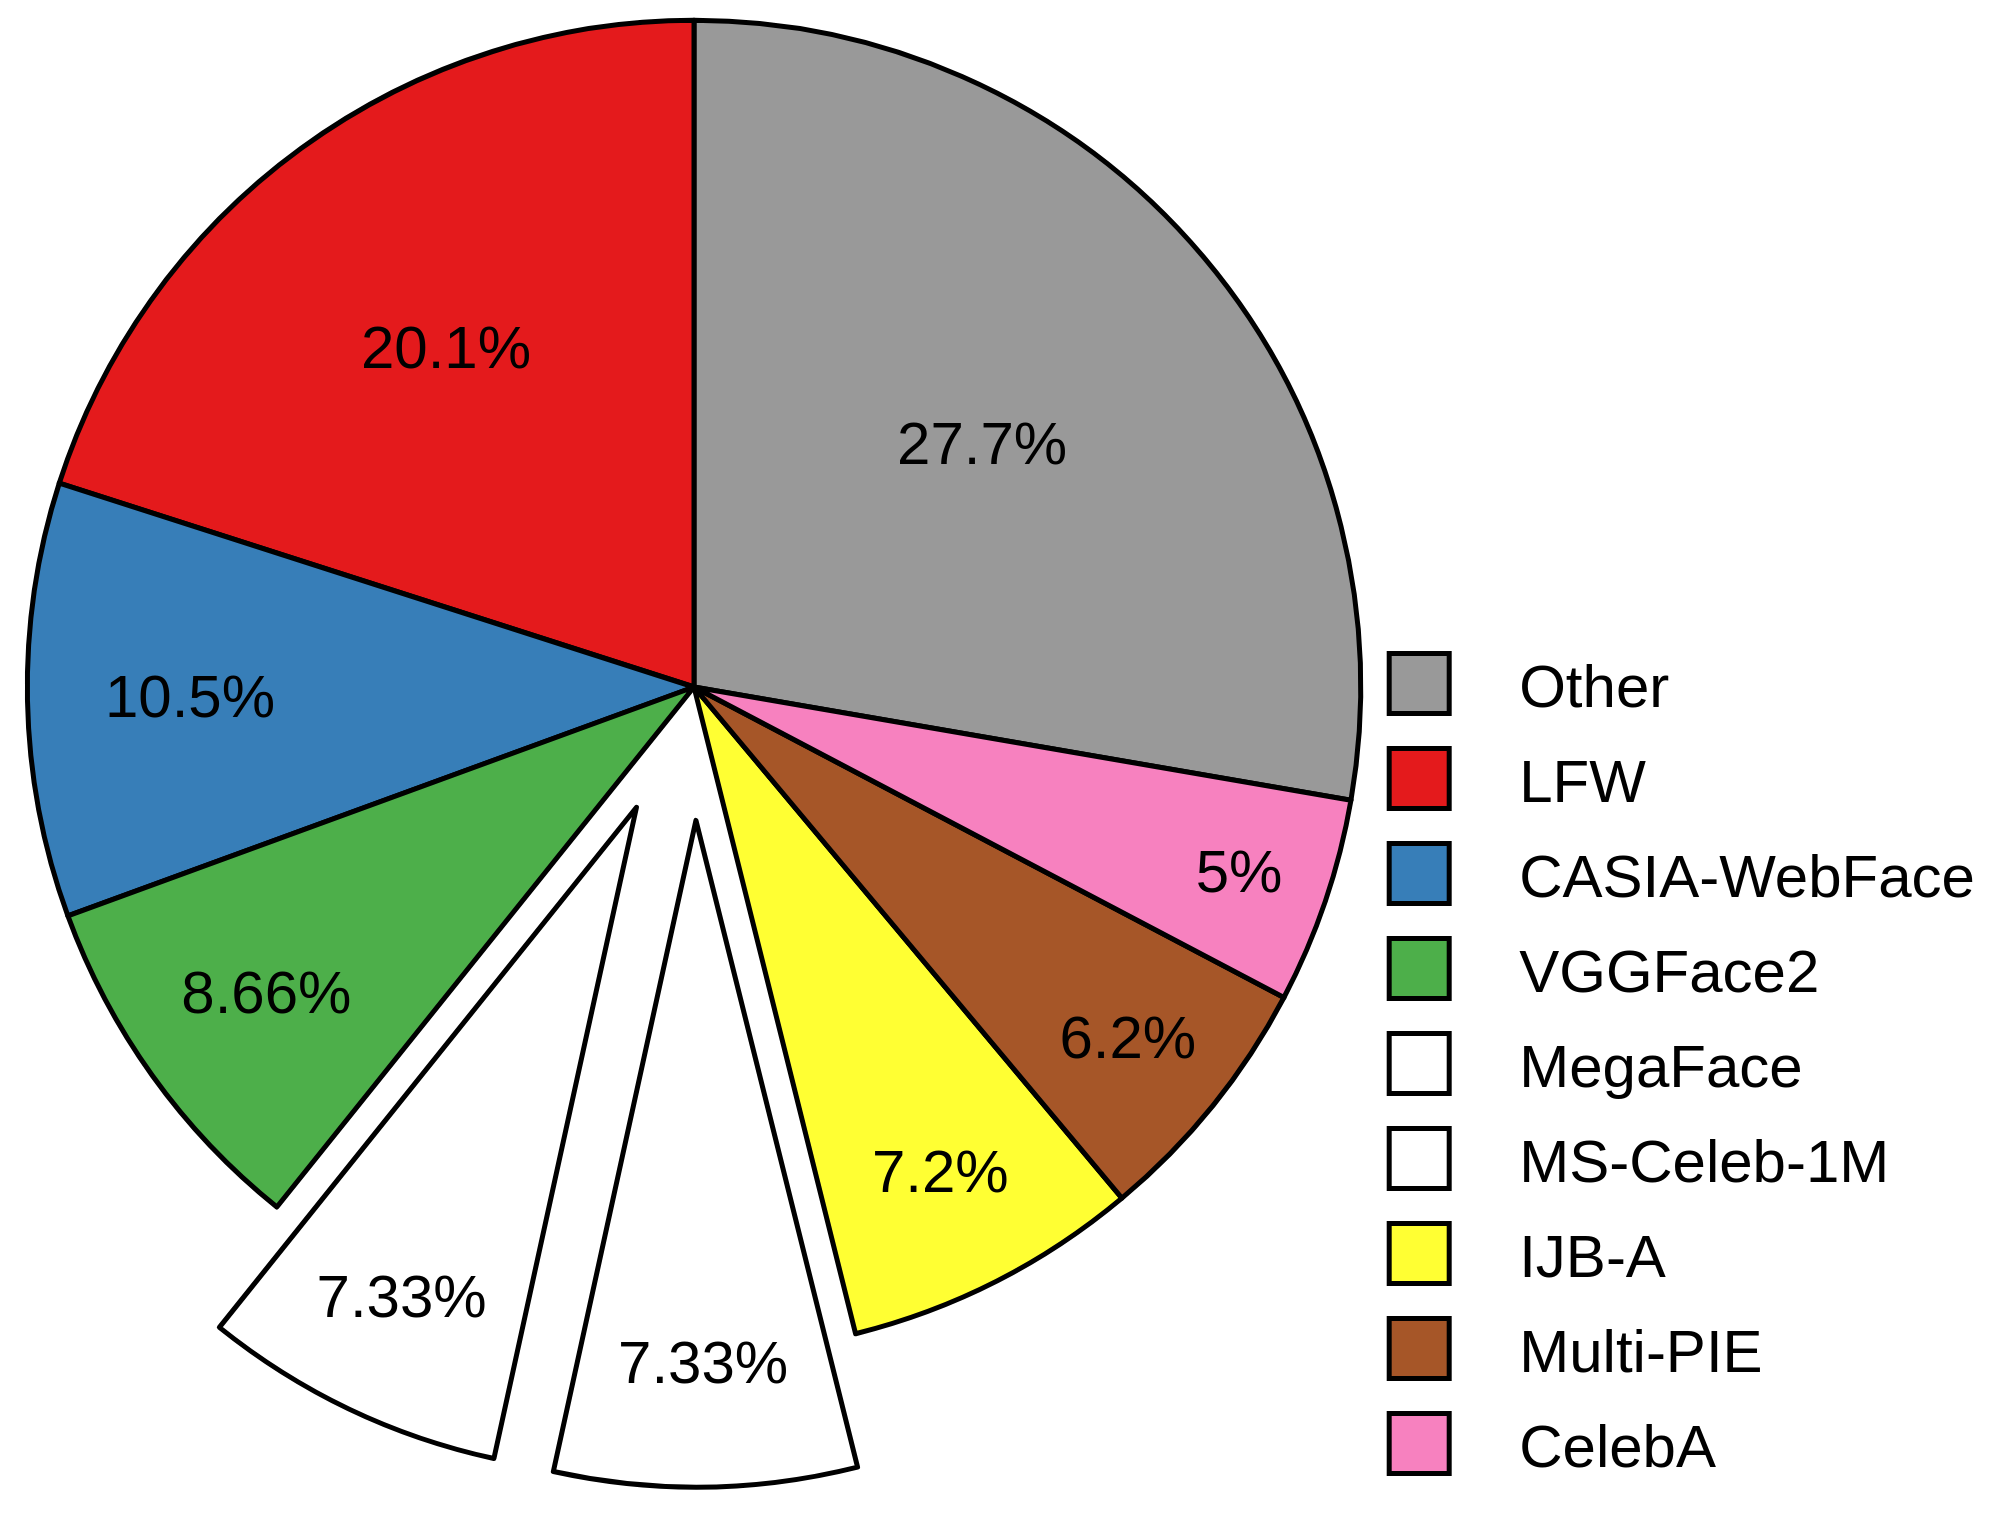 20.1%
27.7%
10.5%
5%
8.66%
6.2%
7.2%
7.33%
7.33%
Other
LFW
CASIA-WebFace
VGGFace2
MegaFace
MS-Celeb-1M
IJB-A
Multi-PIE
CelebA